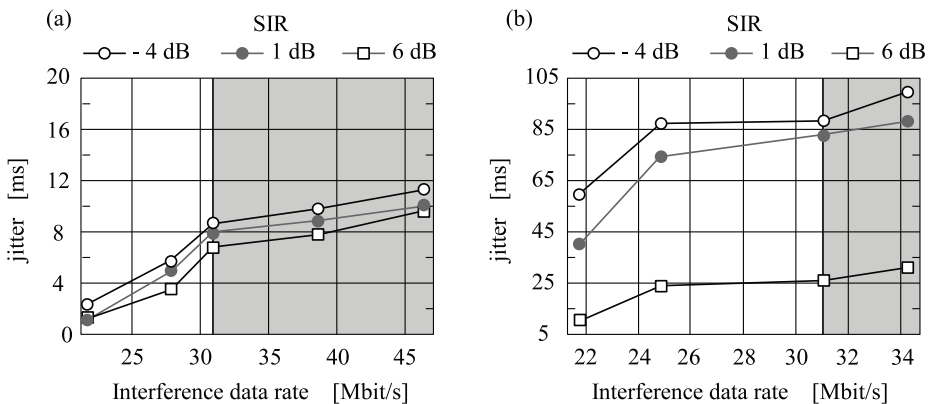 (a)
SIR
- 4 dB 1 dB 6 dB
20
16
12
8
4
0
jitter [ms]
25 30 35 40 45
Interference data rate [Mbit/s]
(b)
SIR
- 4 dB 1 dB 6 dB
105
85
65
45
25
5
jitter [ms]
22 24 26 28 30 32 34
Interference data rate [Mbit/s]